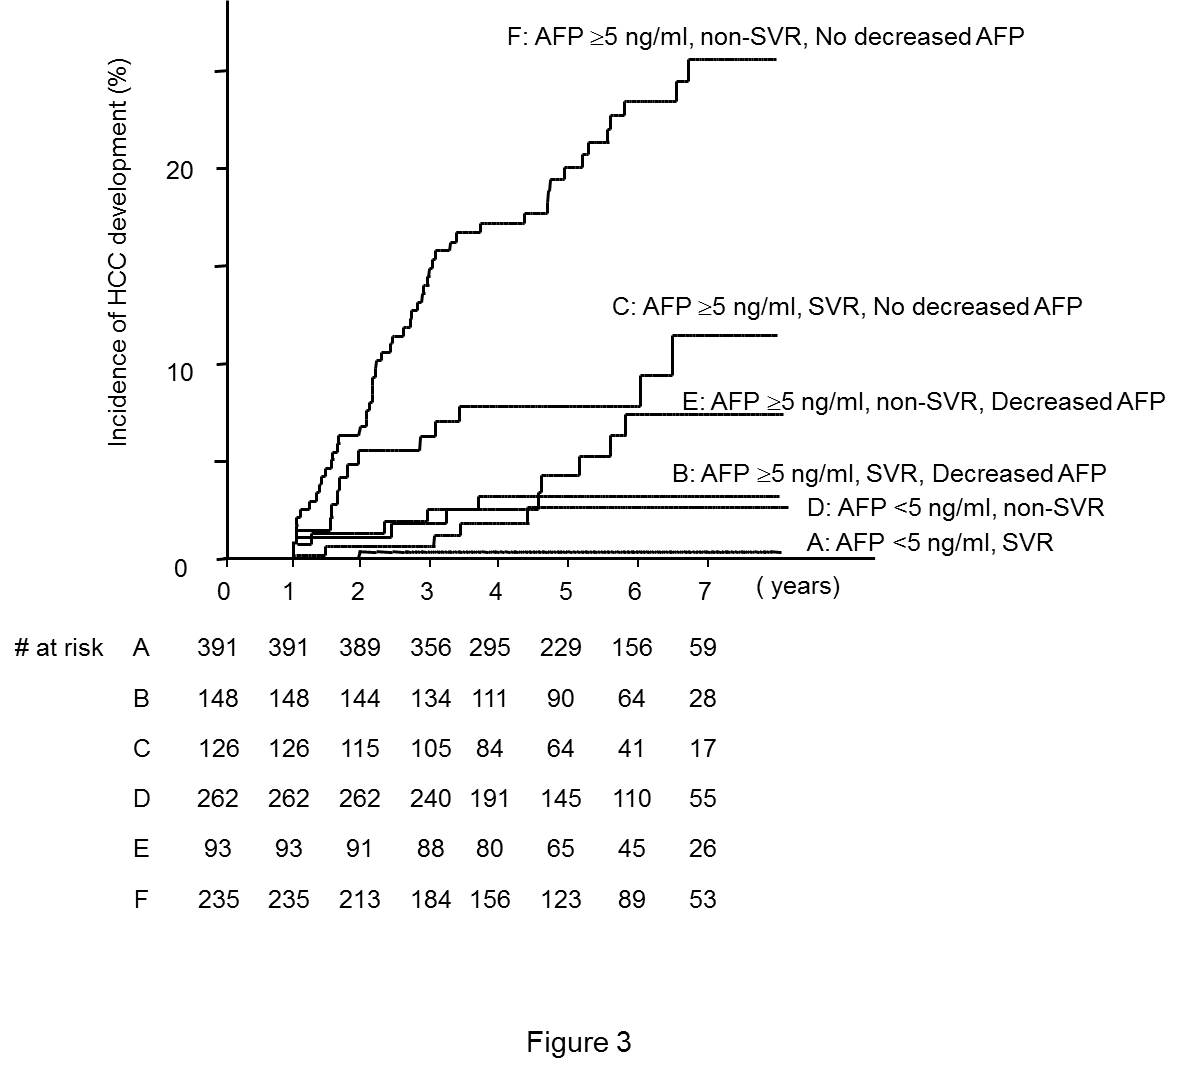 F: AFP ≥5 ng/ml, non-SVR, No decreased AFP
Incidence of HCC development (%)
20
C: AFP ≥5 ng/ml, SVR, No decreased AFP
10
E: AFP ≥5 ng/ml, non-SVR, Decreased AFP
B: AFP ≥5 ng/ml, SVR, Decreased AFP
D: AFP <5 ng/ml, non-SVR
A: AFP <5 ng/ml, SVR
0
0 1 2 3 4 5 6 7 ( years)
# at risk A 391 391 389 356 295 229 156 59
B 148 148 144 134 111 90 64 28
C 126 126 115 105 84 64 41 17
D 262 262 262 240 191 145 110 55
E 93 93 91 88 80 65 45 26
F 235 235 213 184 156 123 89 53
Figure 3